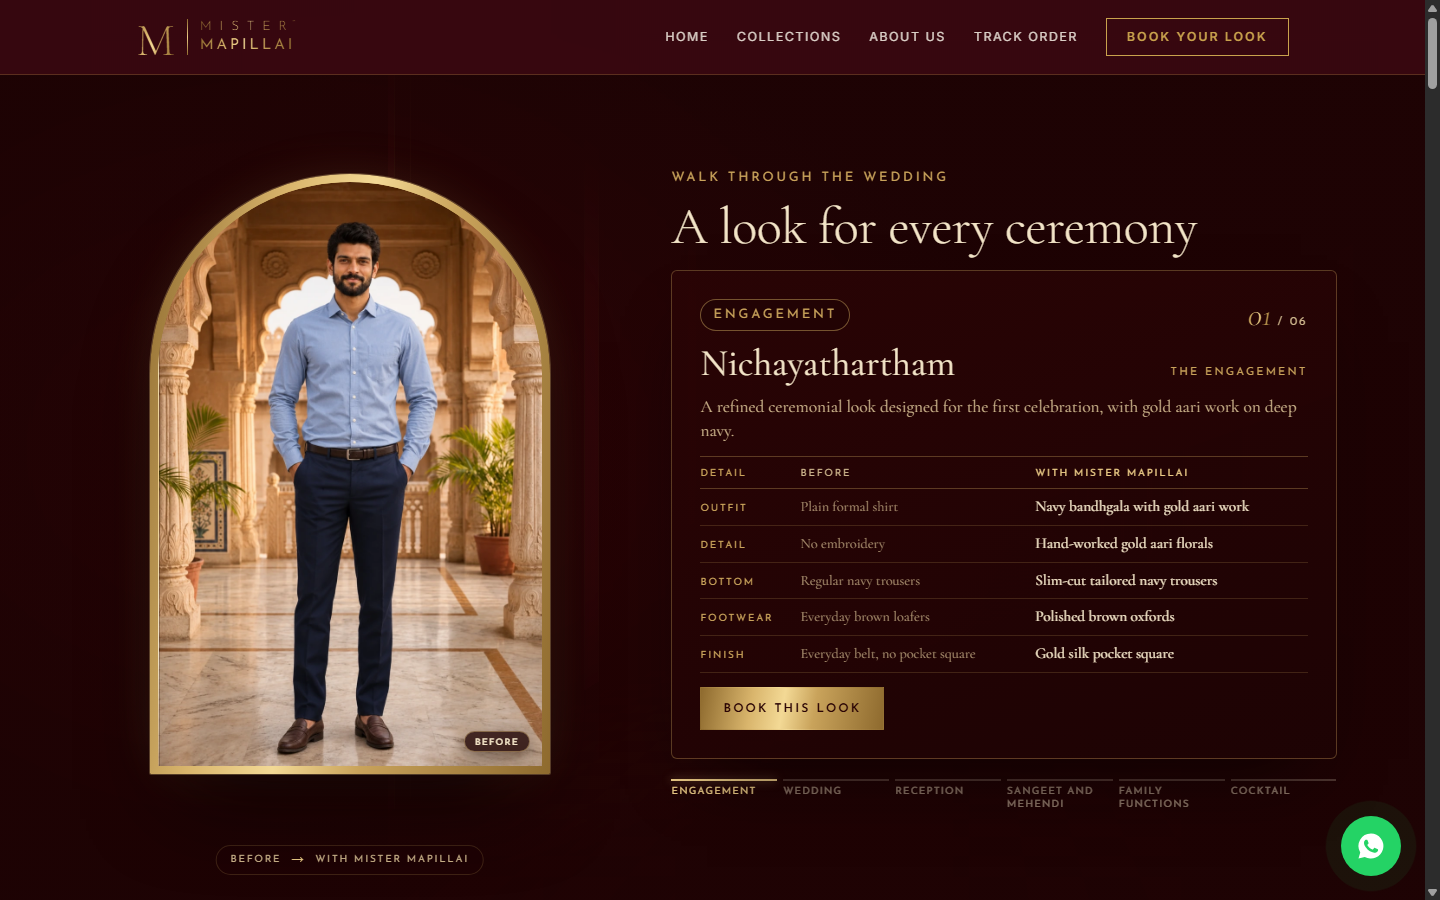 M
MISTER
MAPILLAI
HOME
COLLECTIONS
ABOUT US
TRACK ORDER
BOOK YOUR LOOK
BEFORE
BEFORE → WITH MISTER MAPILLAI
WALK THROUGH THE WEDDING
A look for every ceremony
ENGAGEMENT
01 / 06
Nichayathartham
THE ENGAGEMENT
A refined ceremonial look designed for the first celebration, with gold aari work on deep
navy.
DETAIL BEFORE WITH MISTER MAPILLAI
OUTFIT Plain formal shirt Navy bandhgala with gold aari work
DETAIL No embroidery Hand-worked gold aari florals
BOTTOM Regular navy trousers Slim-cut tailored navy trousers
FOOTWEAR Everyday brown loafers Polished brown oxfords
FINISH Everyday belt, no pocket square Gold silk pocket square
BOOK THIS LOOK
ENGAGEMENT
WEDDING
RECEPTION
SANGEET AND
MEHENDI
FAMILY
FUNCTIONS
COCKTAIL